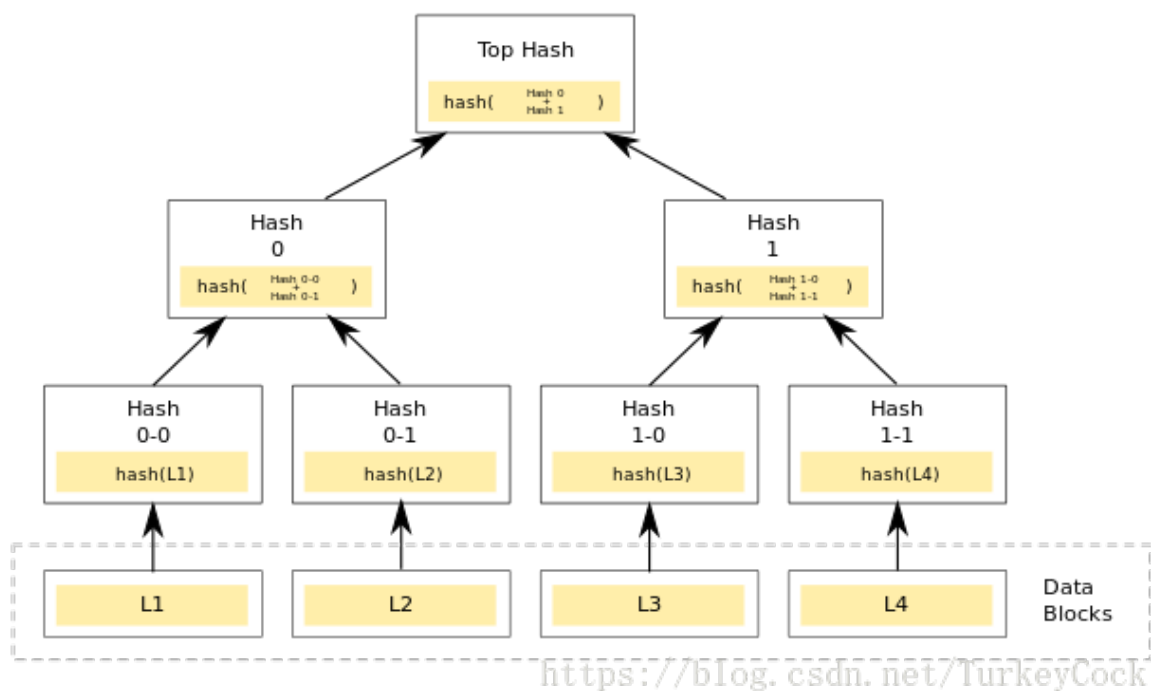 Top Hash
hash( Hash 0 + Hash 1 )
Hash
0
hash( Hash 0-0 + Hash 0-1 )
Hash
1
hash( Hash 1-0 + Hash 1-1 )
Hash
0-0
hash(L1)
Hash
0-1
hash(L2)
Hash
1-0
hash(L3)
Hash
1-1
hash(L4)
L1
L2
L3
L4
Data
Blocks
https://blog.csdn.net/TurkeyCock